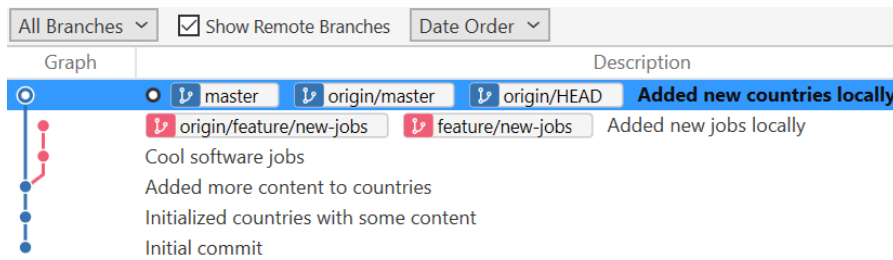 All Branches Show Remote Branches Date Order
Graph Description
master origin/master origin/HEAD Added new countries locally
origin/feature/new-jobs feature/new-jobs Added new jobs locally
Cool software jobs
Added more content to countries
Initialized countries with some content
Initial commit